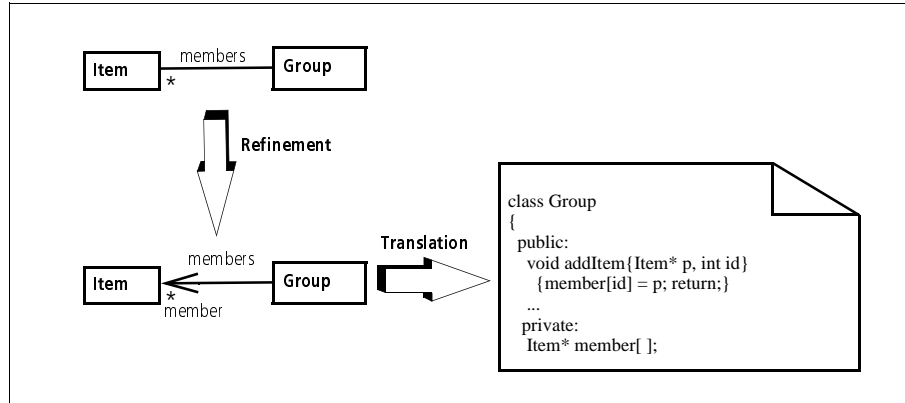 members
Item
Group
*
Refinement
members
Item
Group
*
member
Translation
class Group
{
public:
void addItem{Item* p, int id}
{member[id] = p; return;}
...
private:
Item* member[ ];